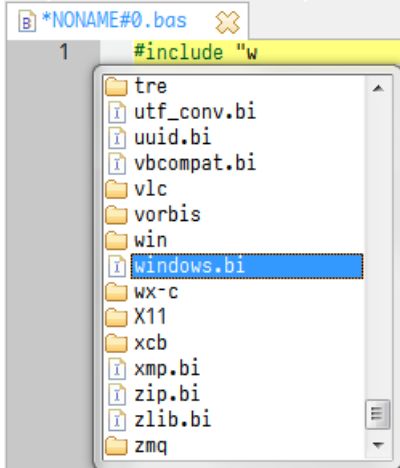 *NONAME#0.bas
1 #include "w
tre
utf_conv.bi
uuid.bi
vbcompat.bi
vlc
vorbis
win
windows.bi
wx-c
X11
xcb
xmp.bi
zip.bi
zlib.bi
zmq